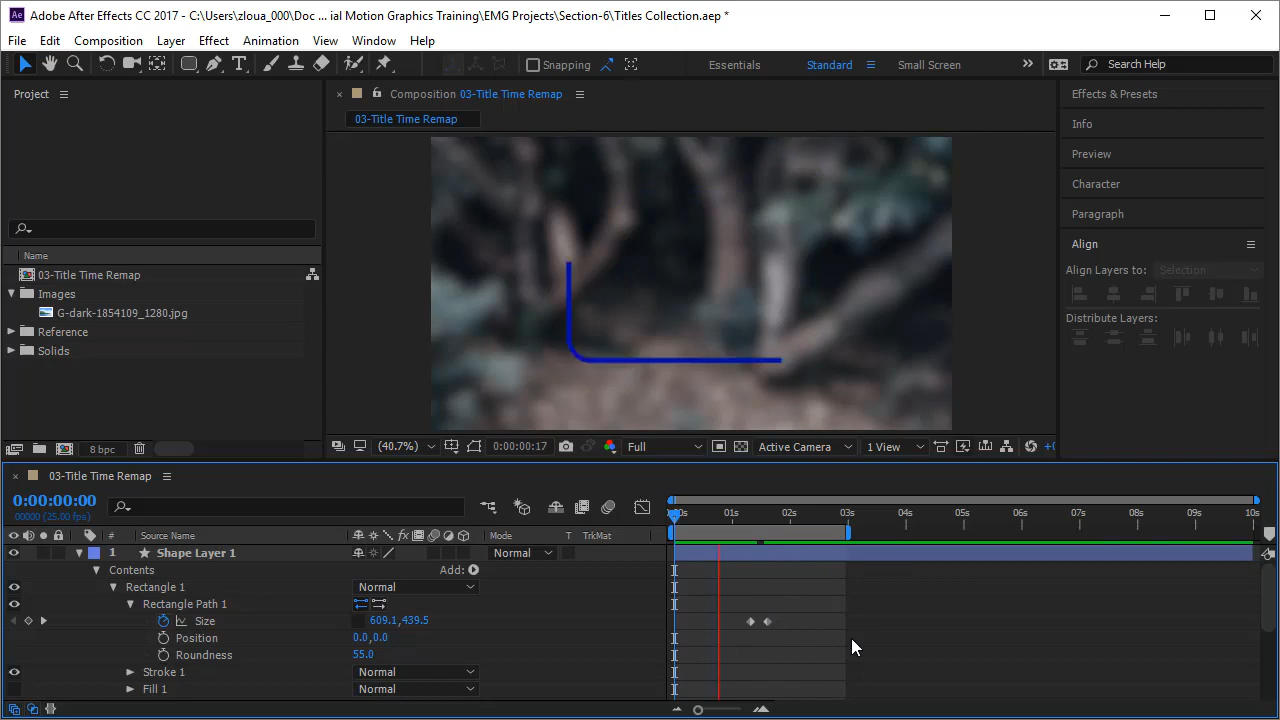 Adobe After Effects CC 2017 - C:\Users\zloua_000\Doc ... ial Motion Graphics Training\EMG Projects\Section-6\Titles Collection.aep *
File Edit Composition Layer Effect Animation View Window Help
Snapping Essentials Standard Small Screen Search Help
Project
Composition 03-Title Time Remap
03-Title Time Remap
Name
03-Title Time Remap
Images
G-dark-1854109_1280.jpg
Reference
Solids
8 bpc
(40.7%) 0:00:00:17 Full Active Camera 1 View +0
Effects & Presets
Info
Preview
Character
Paragraph
Align
Align Layers to: Selection
Distribute Layers:
03-Title Time Remap
0:00:00:00
00000 (25.00 fps)
01s 02s 03s 04s 05s 06s 07s 08s 09s 10s
# Source Name Mode T TrkMat
1 Shape Layer 1 Normal
Contents Add:
Rectangle 1 Normal
Rectangle Path 1
Size 609.1,439.5
Position 0.0,0.0
Roundness 55.0
Stroke 1 Normal
Fill 1 Normal